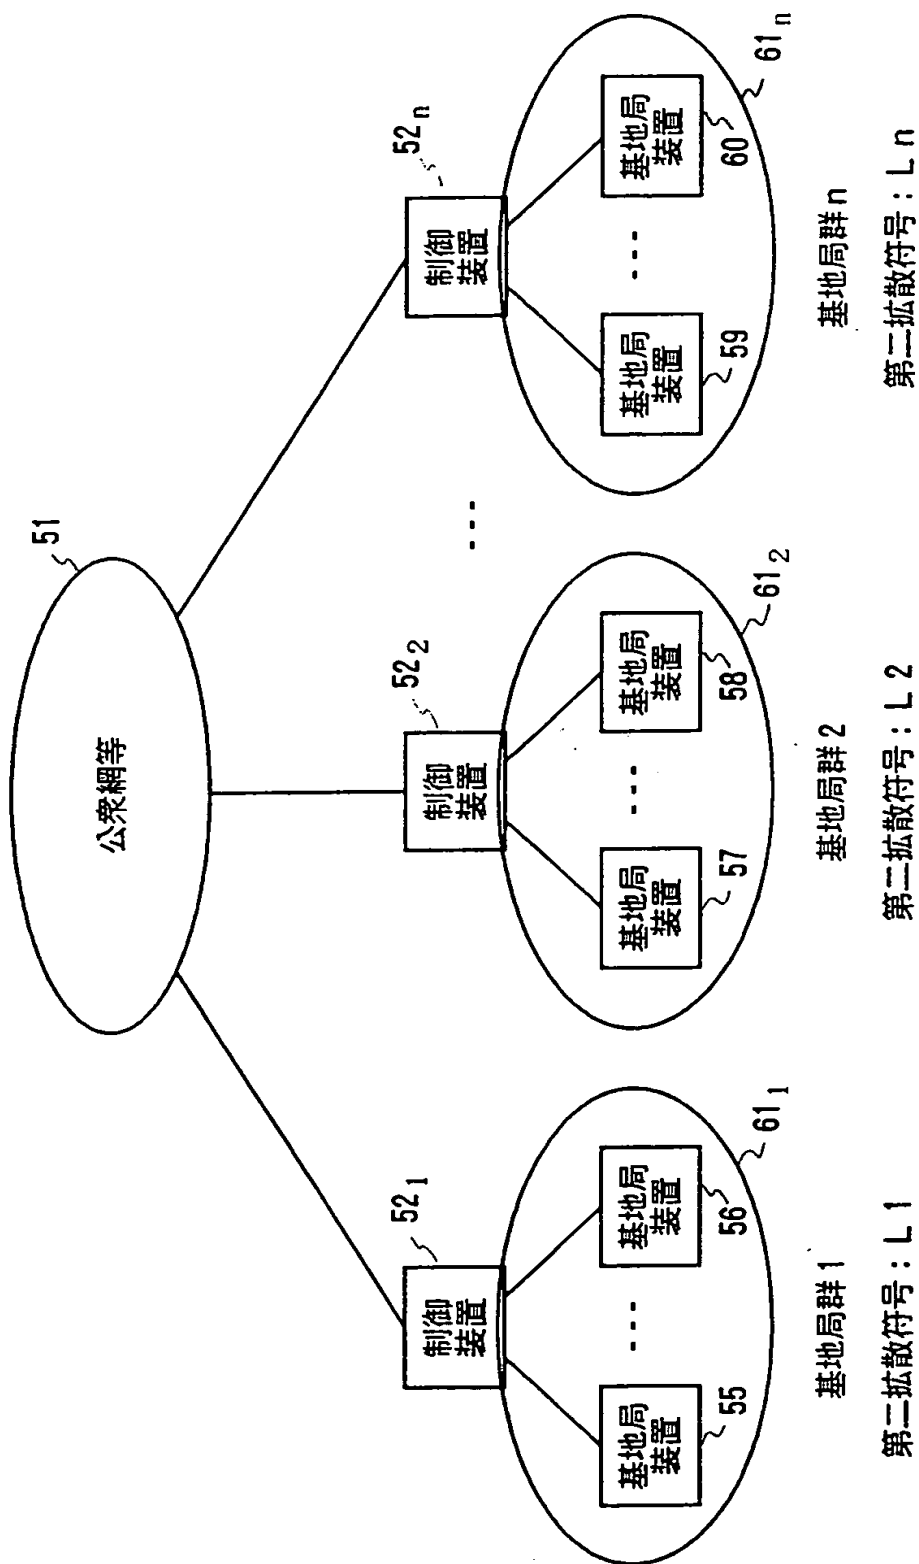 51
公衆網等
52₁
制御
装置
52₂
制御
装置
...
52ₙ
制御
装置
基地局
装置
55
...
基地局
装置
56
61₁
基地局
装置
57
...
基地局
装置
58
61₂
基地局
装置
59
...
基地局
装置
60
61ₙ
基地局群1
基地局群2
基地局群n
第二拡散符号:L1
第二拡散符号:L2
第二拡散符号:Ln